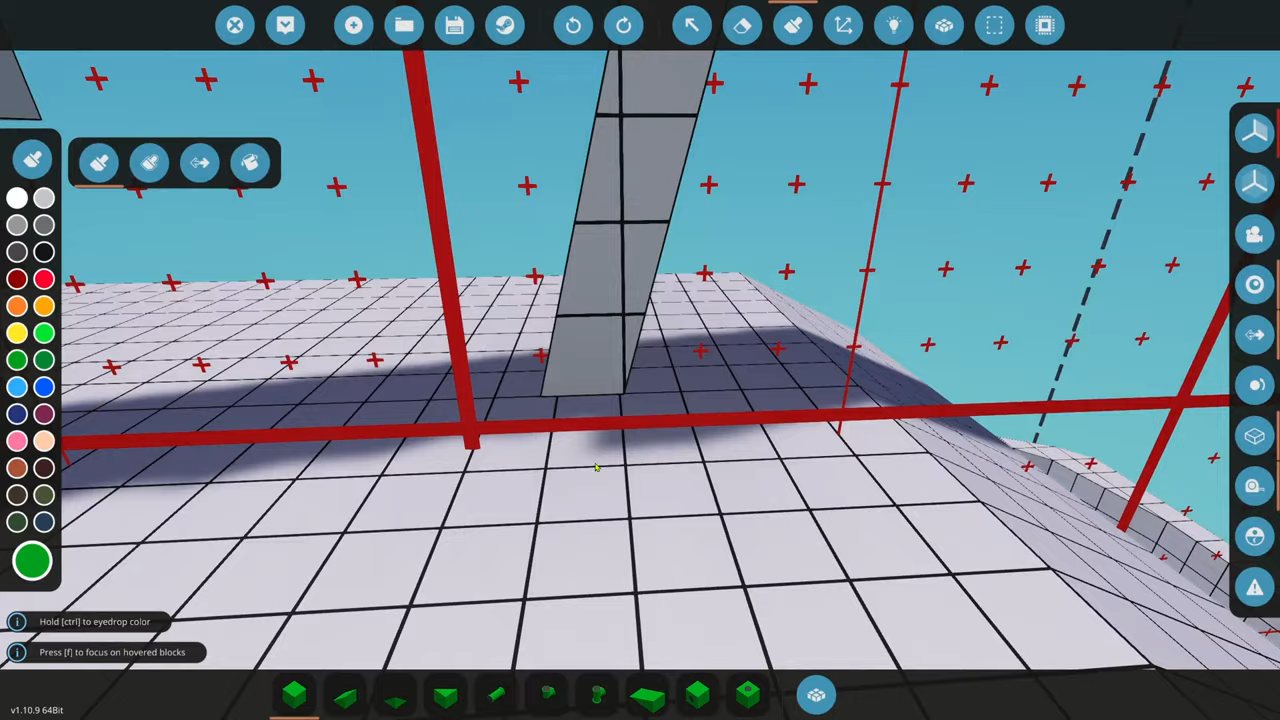 Hold [ctrl] to eyedrop color
Press [f] to focus on hovered blocks
v1.10.9 64Bit